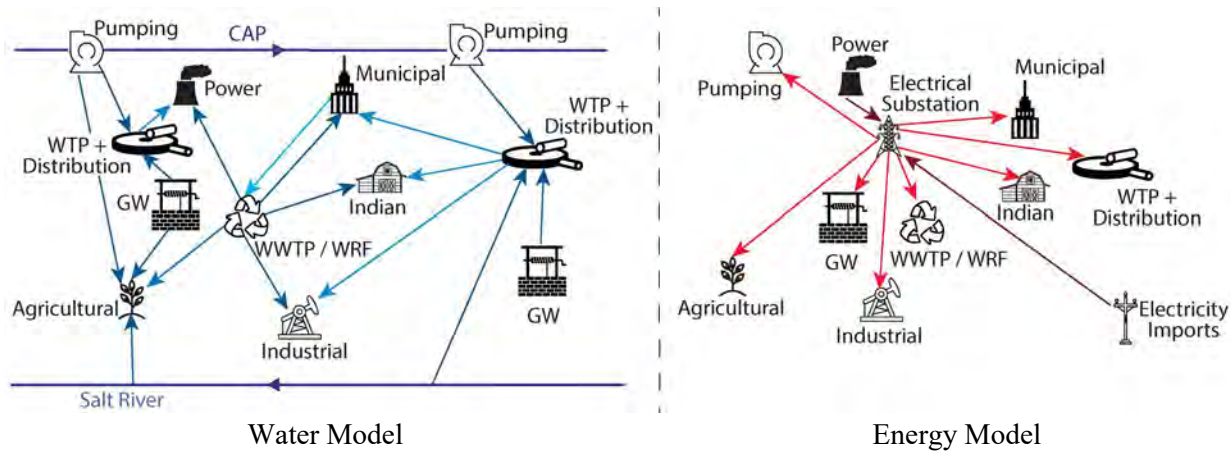 Pumping
CAP
Pumping
Power
Municipal
WTP +
Distribution
WTP +
Distribution
GW
Indian
WWTP / WRF
GW
Agricultural
Industrial
Salt River
Water Model
Pumping
Power
Electrical
Substation
Municipal
WTP +
Distribution
Indian
GW
WWTP / WRF
Agricultural
Industrial
Electricity
Imports
Energy Model